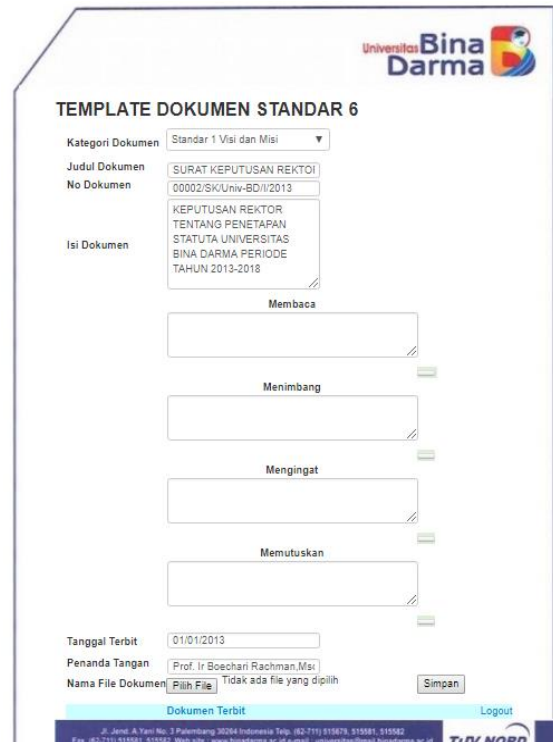 Universitas Bina
Darma
TEMPLATE DOKUMEN STANDAR 6
Kategori Dokumen Standar 1 Visi dan Misi
Judul Dokumen SURAT KEPUTUSAN REKTOI
No Dokumen 00002/SK/Univ-BD/I/2013
Isi Dokumen
KEPUTUSAN REKTOR
TENTANG PENETAPAN
STATUTA UNIVERSITAS
BINA DARMA PERIODE
TAHUN 2013-2018
Membaca
Menimbang
Mengingat
Memutuskan
Tanggal Terbit 01/01/2013
Penanda Tangan Prof. Ir Boechari Rachman,Msc
Nama File Dokumen Pilih File Tidak ada file yang dipilih Simpan
Dokumen Terbit Logout
Jl. Jend. A.Yani No. 3 Palembang 30264 Indonesia Telp. (62-711) 515679, 515581, 515582
TÜV NORD